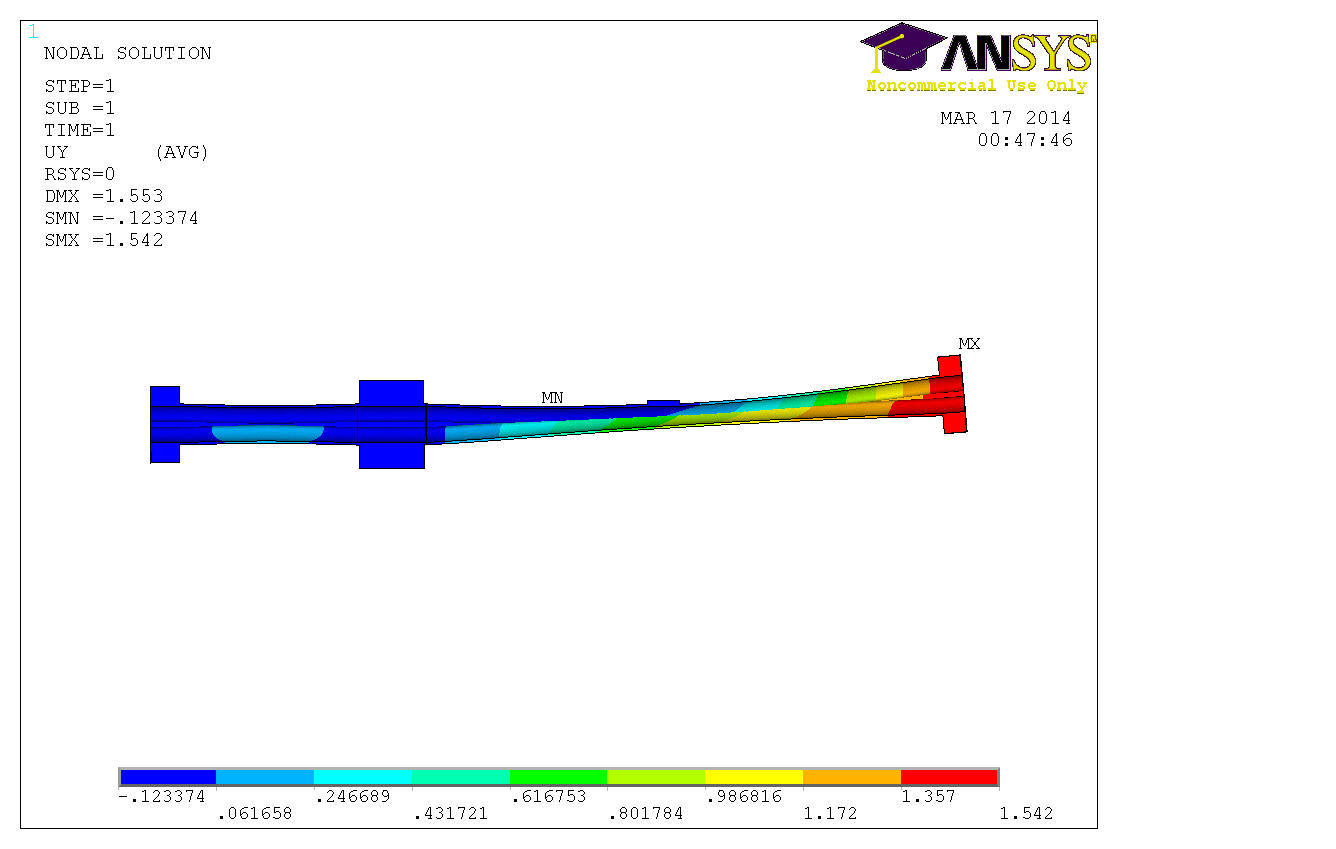 1
NODAL SOLUTION
STEP=1
SUB =1
TIME=1
UY (AVG)
RSYS=0
DMX =1.553
SMN =-.123374
SMX =1.542
ANSYS
Noncommercial Use Only
MAR 17 2014
00:47:46
MX
MN
-.123374 .246689 .616753 .986816 1.357
.061658 .431721 .801784 1.172 1.542